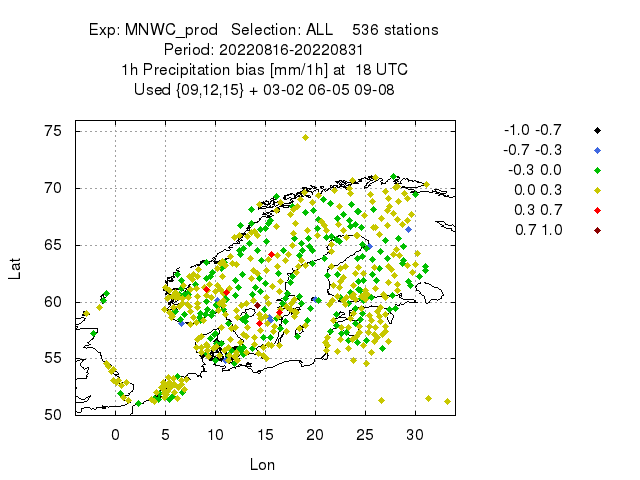 Exp: MNWC_prod Selection: ALL 536 stations
Period: 20220816-20220831
1h Precipitation bias [mm/1h] at 18 UTC
Used {09,12,15} + 03-02 06-05 09-08
-1.0 -0.7
-0.7 -0.3
-0.3 0.0
0.0 0.3
0.3 0.7
0.7 1.0
75
70
65
60
55
50
Lat
0 5 10 15 20 25 30
Lon